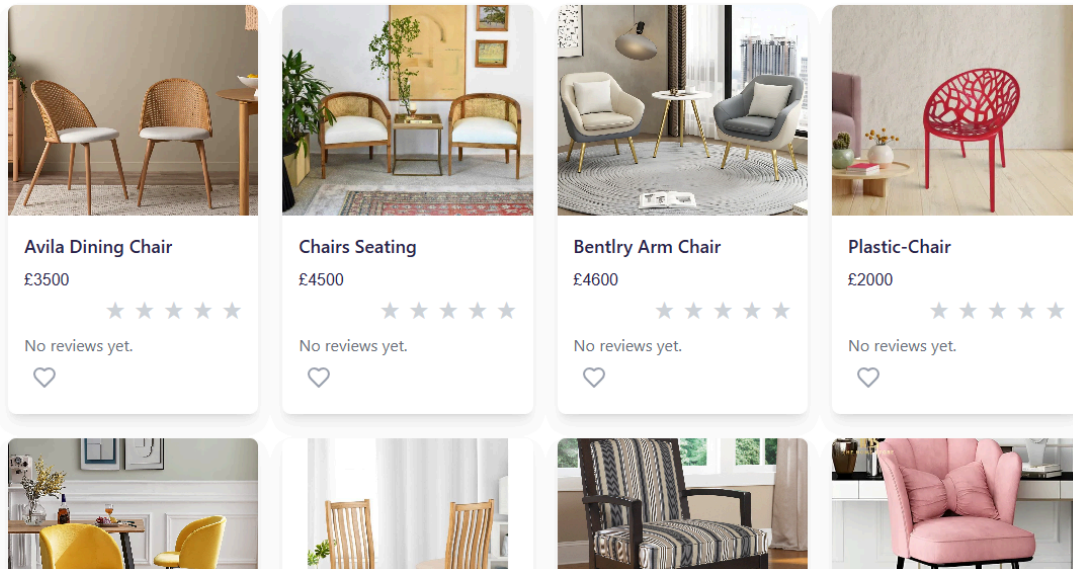 Avila Dining Chair
£3500
No reviews yet.
Chairs Seating
£4500
No reviews yet.
Bentlry Arm Chair
£4600
No reviews yet.
Plastic-Chair
£2000
No reviews yet.